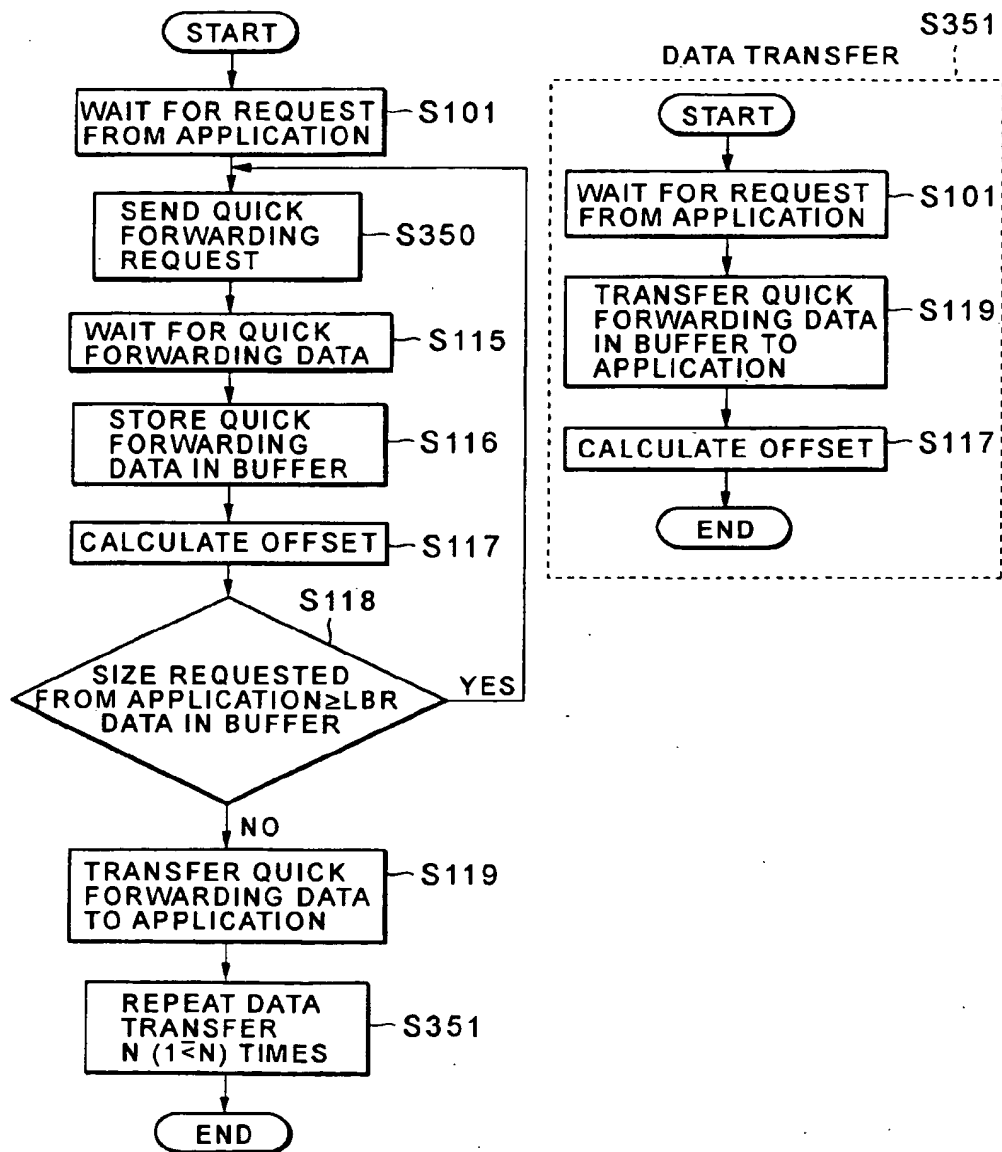 START
WAIT FOR REQUEST
FROM APPLICATION
S101
SEND QUICK
FORWARDING
REQUEST
S350
WAIT FOR QUICK
FORWARDING DATA
S115
STORE QUICK
FORWARDING
DATA IN BUFFER
S116
CALCULATE OFFSET
S117
S118
SIZE REQUESTED
FROM APPLICATION≥LBR
DATA IN BUFFER
YES
NO
TRANSFER QUICK
FORWARDING DATA
TO APPLICATION
S119
REPEAT DATA
TRANSFER
N (1≤N) TIMES
S351
END
S351
DATA TRANSFER
START
WAIT FOR REQUEST
FROM APPLICATION
S101
TRANSFER QUICK
FORWARDING DATA
IN BUFFER TO
APPLICATION
S119
CALCULATE OFFSET
S117
END